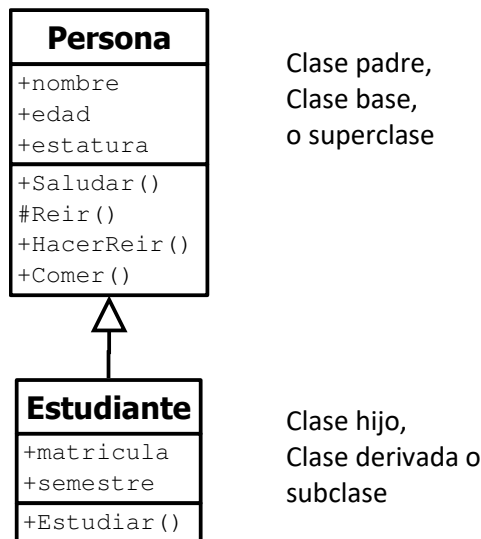 Persona
+nombre
+edad
+estatura
+Saludar()
#Reir()
+HacerReir()
+Comer()
Clase padre,
Clase base,
o superclase
Estudiante
+matricula
+semestre
+Estudiar()
Clase hijo,
Clase derivada o
subclase